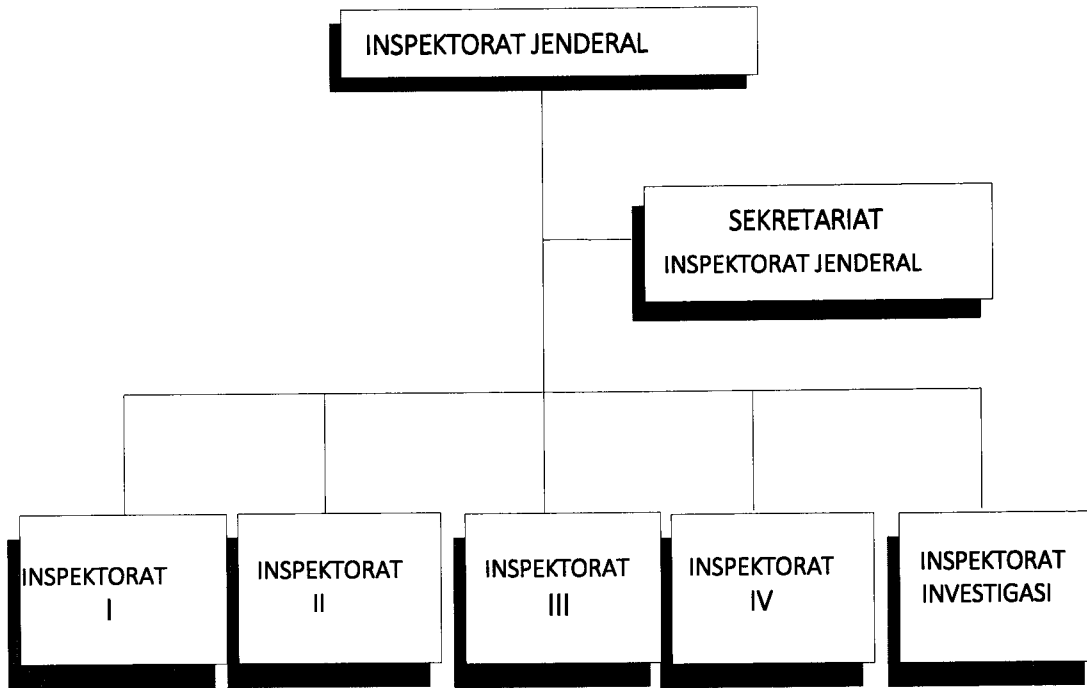 INSPEKTORAT JENDERAL
SEKRETARIAT
INSPEKTORAT JENDERAL
INSPEKTORAT
I
INSPEKTORAT
II
INSPEKTORAT
III
INSPEKTORAT
IV
INSPEKTORAT
INVESTIGASI